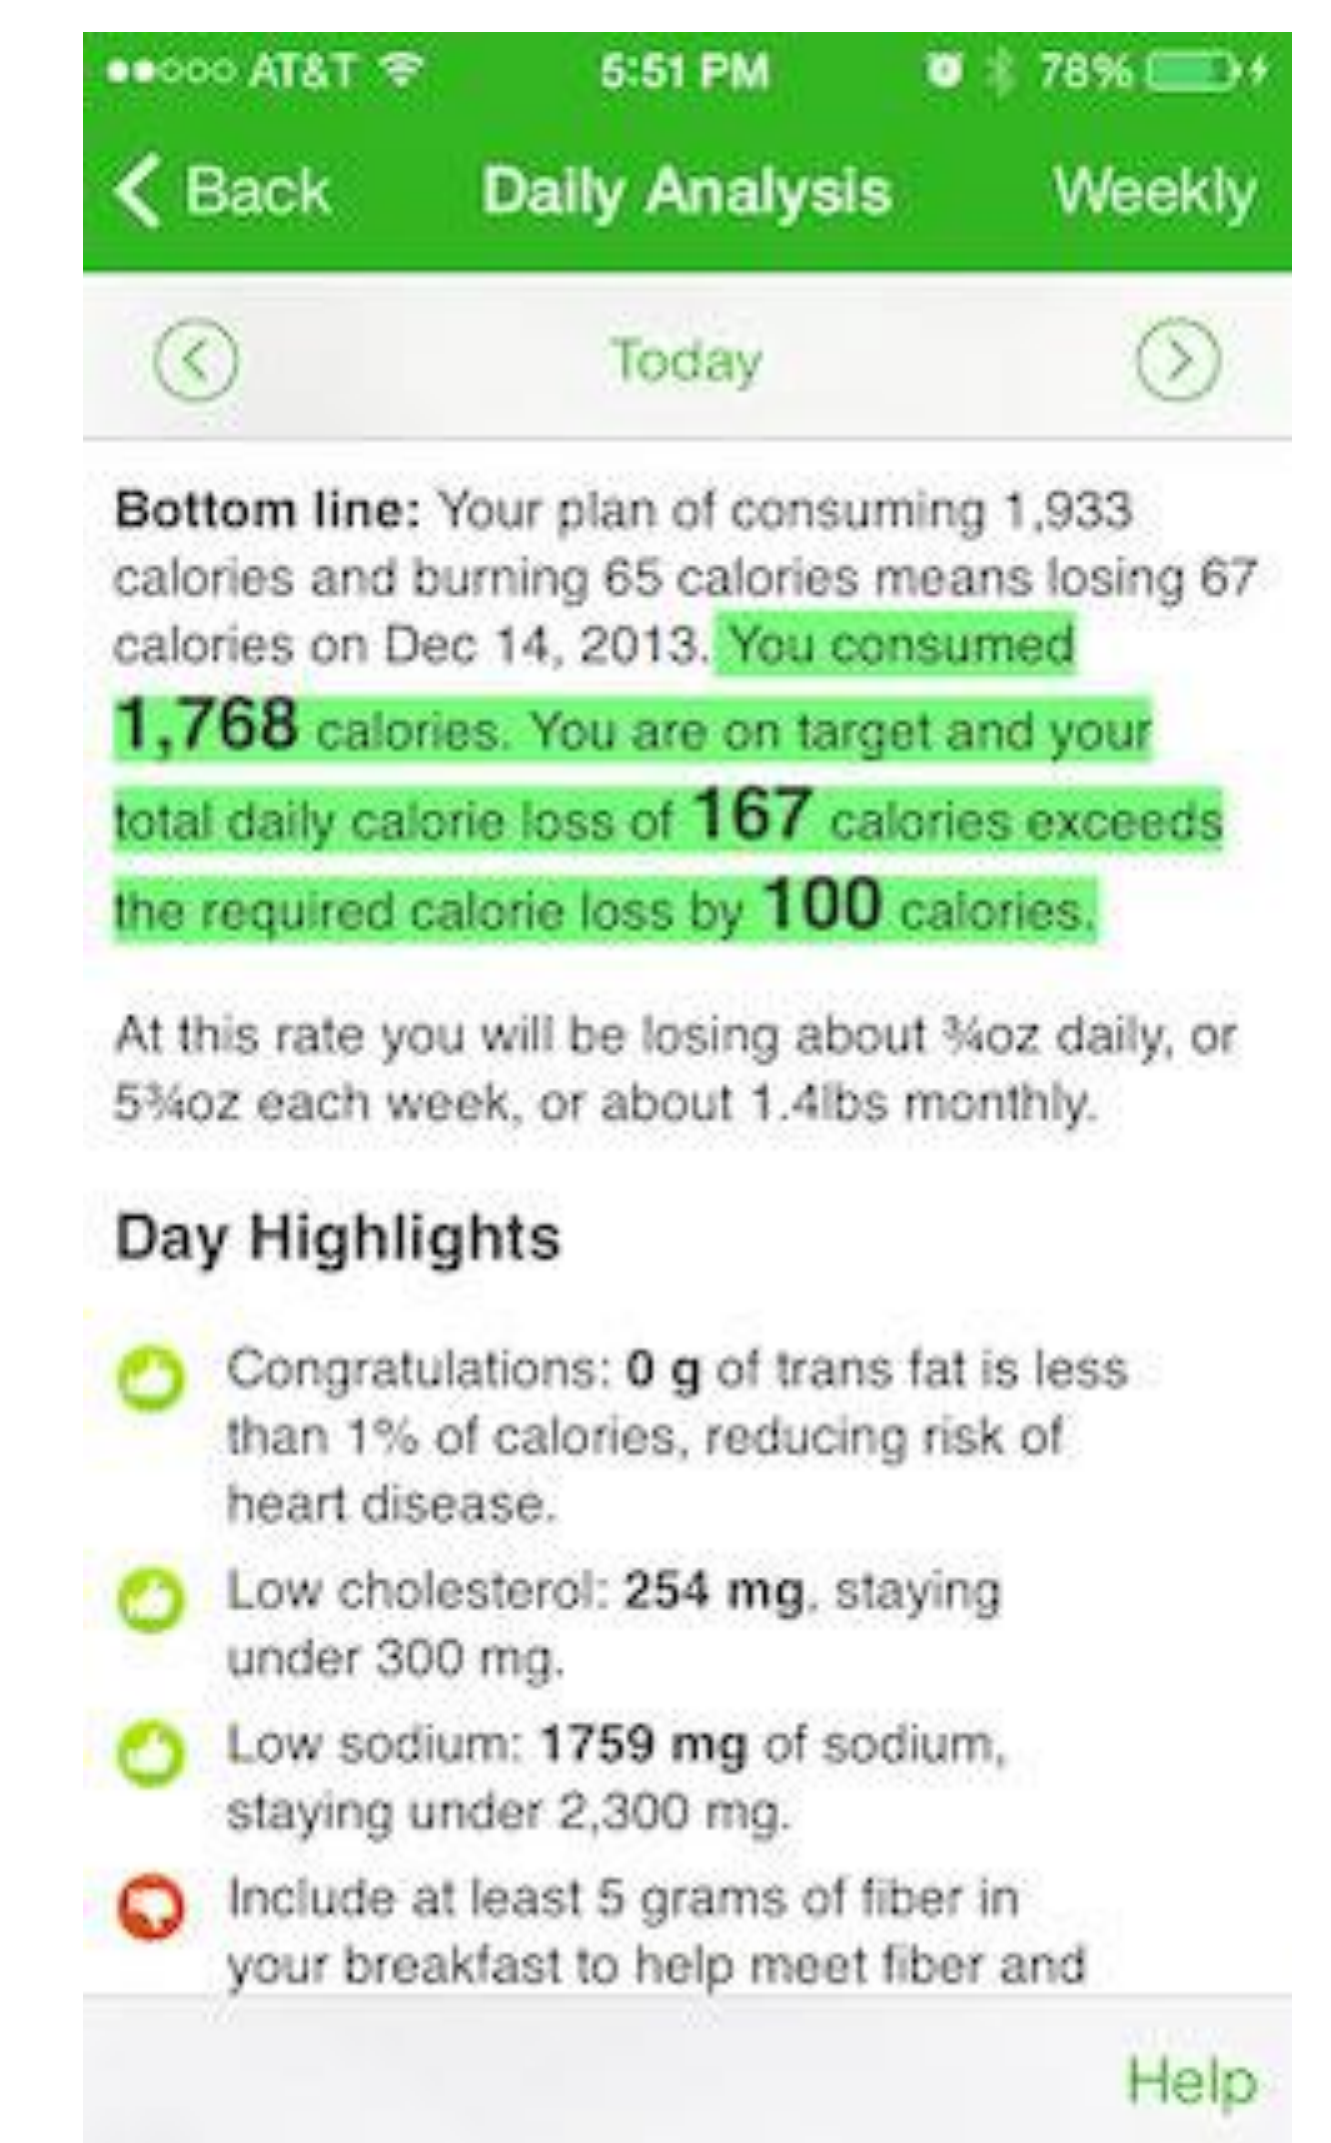 AT&T 5:51 PM 78%
Back Daily Analysis Weekly
Today
Bottom line: Your plan of consuming 1,933
calories and burning 65 calories means losing 67
calories on Dec 14, 2013. You consumed
1,768 calories. You are on target and your
total daily calorie loss of 167 calories exceeds
the required calorie loss by 100 calories.
At this rate you will be losing about ¾oz daily, or
5¾oz each week, or about 1.4lbs monthly.
Day Highlights
Congratulations: 0 g of trans fat is less
than 1% of calories, reducing risk of
heart disease.
Low cholesterol: 254 mg, staying
under 300 mg.
Low sodium: 1759 mg of sodium,
staying under 2,300 mg.
Include at least 5 grams of fiber in
your breakfast to help meet fiber and
Help